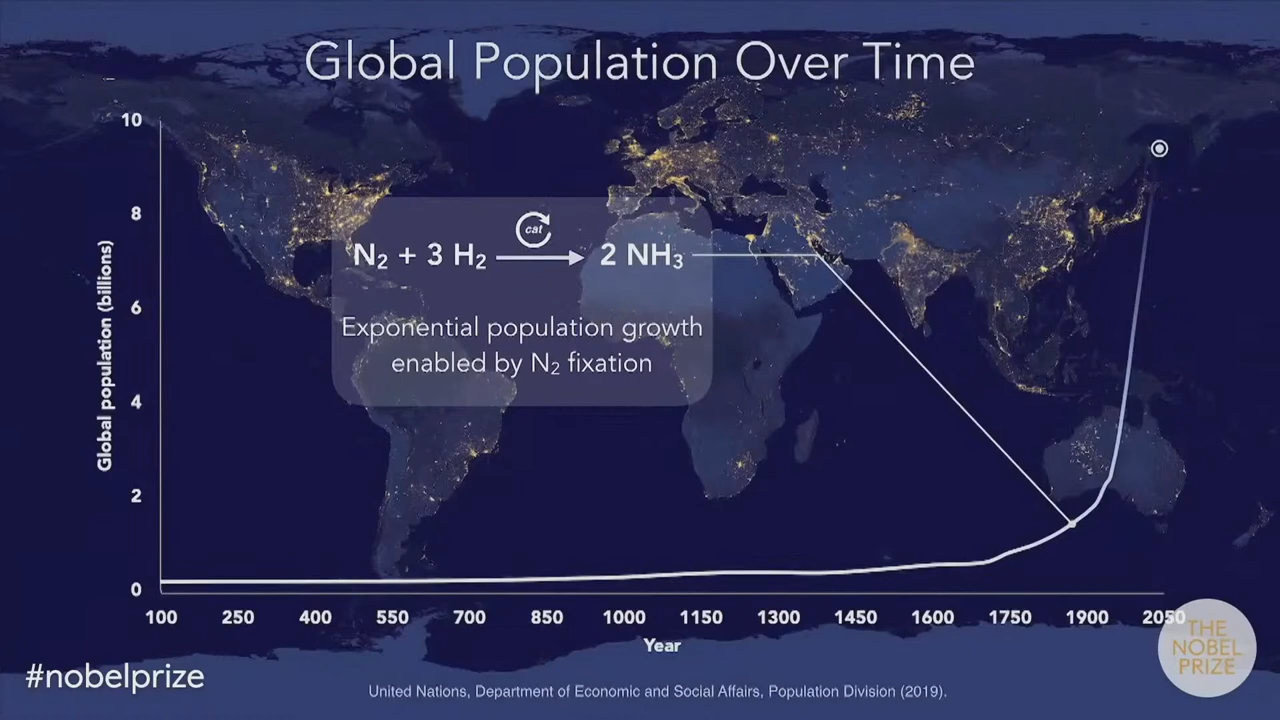 Global Population Over Time
10
8
6
4
2
0
Global population (billions)
cat
N₂ + 3 H₂ → 2 NH₃
Exponential population growth
enabled by N₂ fixation
100 250 400 550 700 850 1000 1150 1300 1450 1600 1750 1900 2050
Year
THE
NOBEL
PRIZE
#nobelprize
United Nations, Department of Economic and Social Affairs, Population Division (2019).